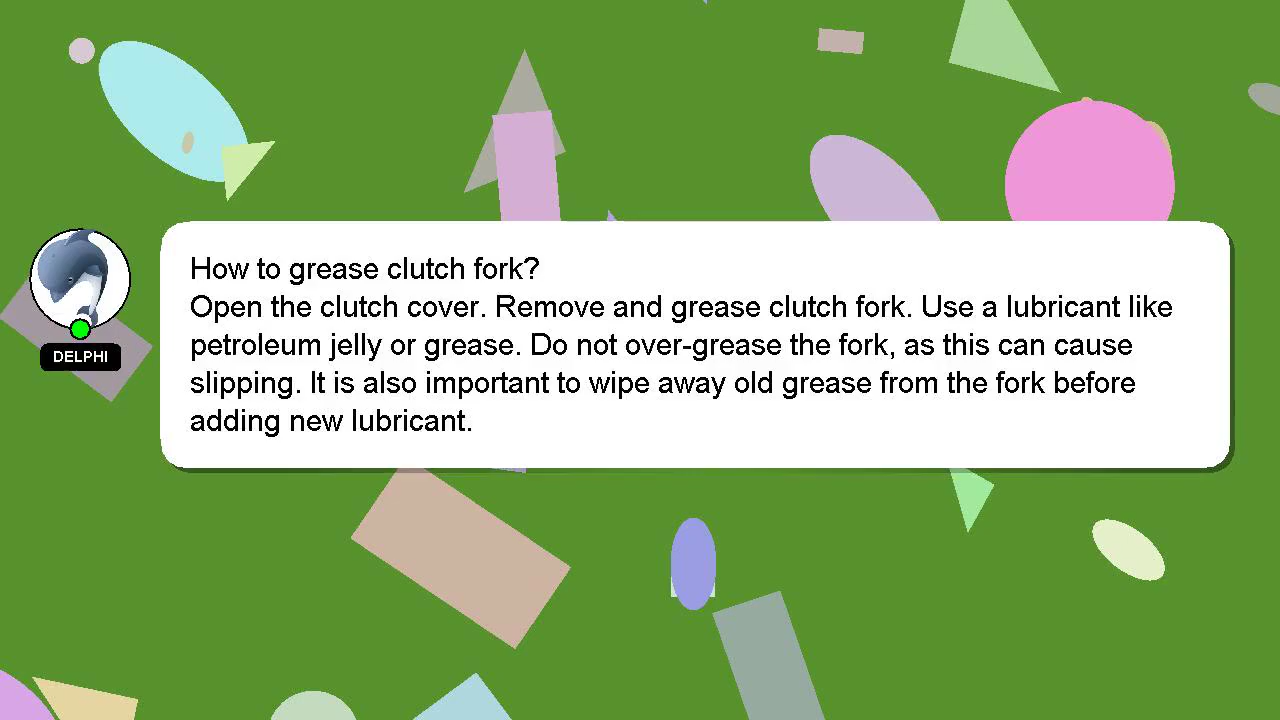 How to grease clutch fork?
Open the clutch cover. Remove and grease clutch fork. Use a lubricant like
petroleum jelly or grease. Do not over-grease the fork, as this can cause
slipping. It is also important to wipe away old grease from the fork before
adding new lubricant.
DELPHI